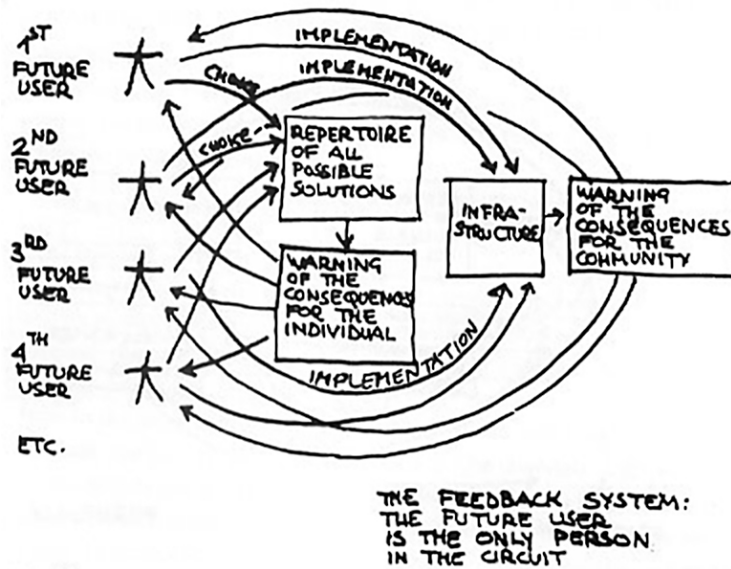 1ST
FUTURE
USER
2ND
FUTURE
USER
3RD
FUTURE
USER
4TH
FUTURE
USER
ETC.
IMPLEMENTATION
IMPLEMENTATION
CHOICE
CHOICE
REPERTOIRE
OF ALL
POSSIBLE
SOLUTIONS
WARNING
OF THE
CONSEQUENCES
FOR THE
INDIVIDUAL
IMPLEMENTATION
INFRA-
STRUCTURE
WARNING
OF THE
CONSEQUENCES
FOR THE
COMMUNITY
THE FEEDBACK SYSTEM:
THE FUTURE USER
IS THE ONLY PERSON
IN THE CIRCUIT